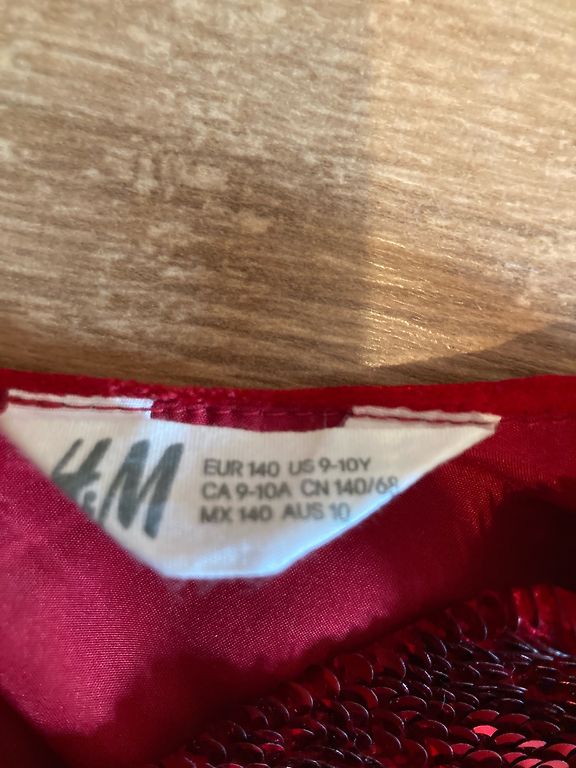 H&M
EUR 140 US 9-10Y
CA 9-10A CN 140/68
MX 140 AUS 10